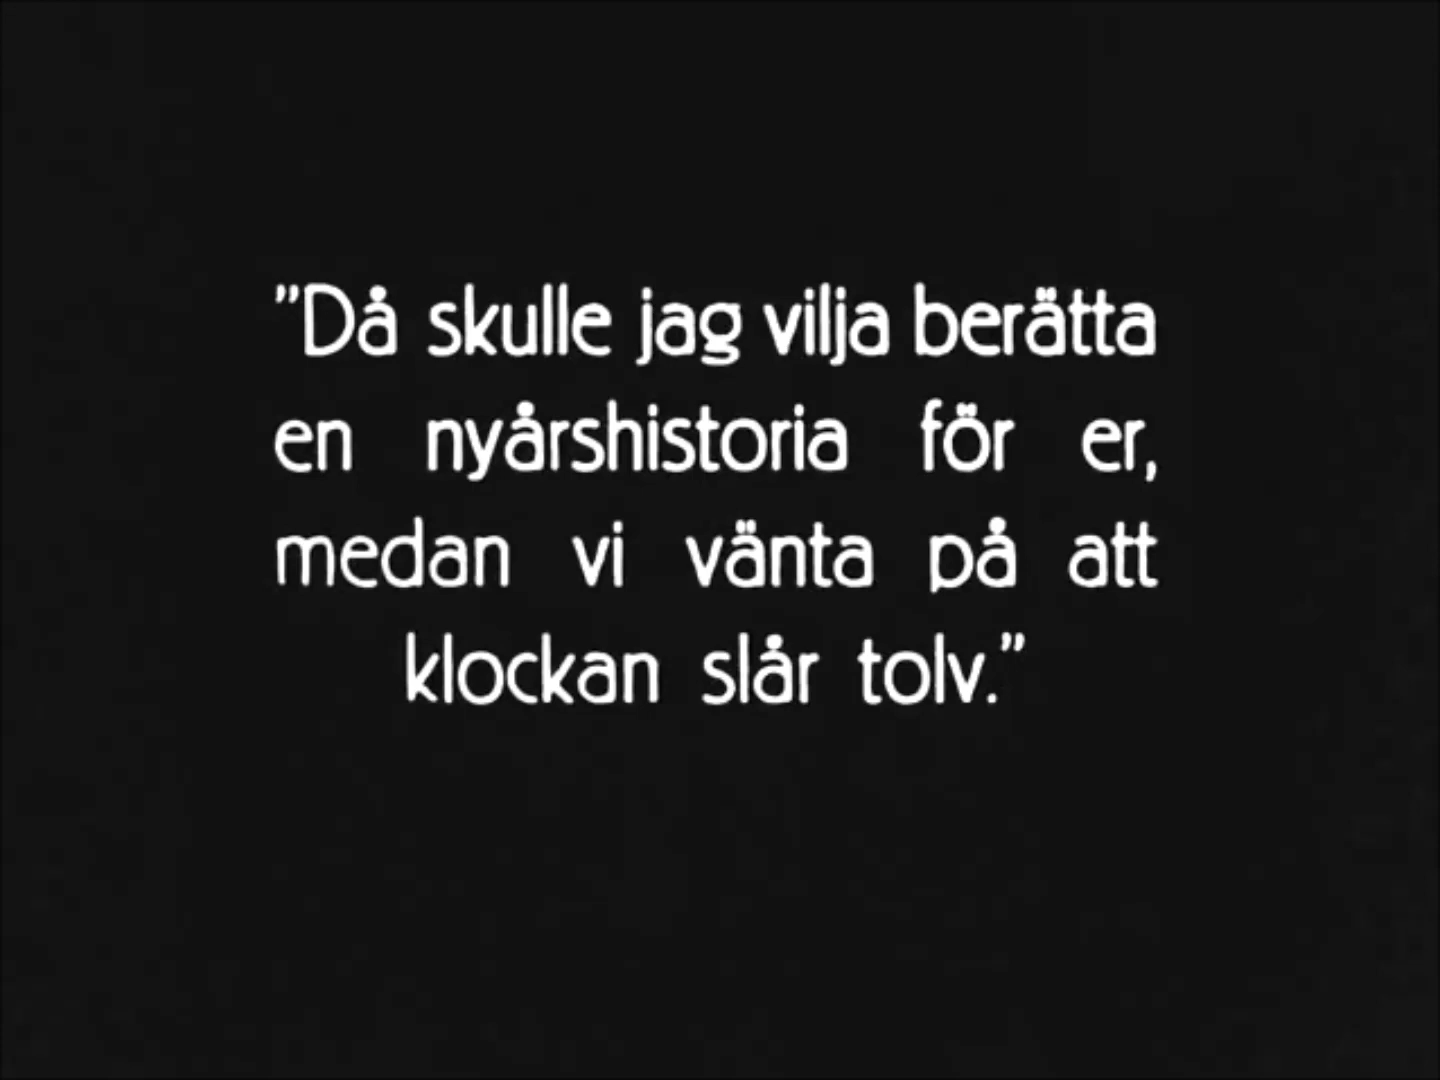 ”Då skulle jag vilja berätta
en nyårshistoria för er,
medan vi vänta på att
klockan slår tolv.”